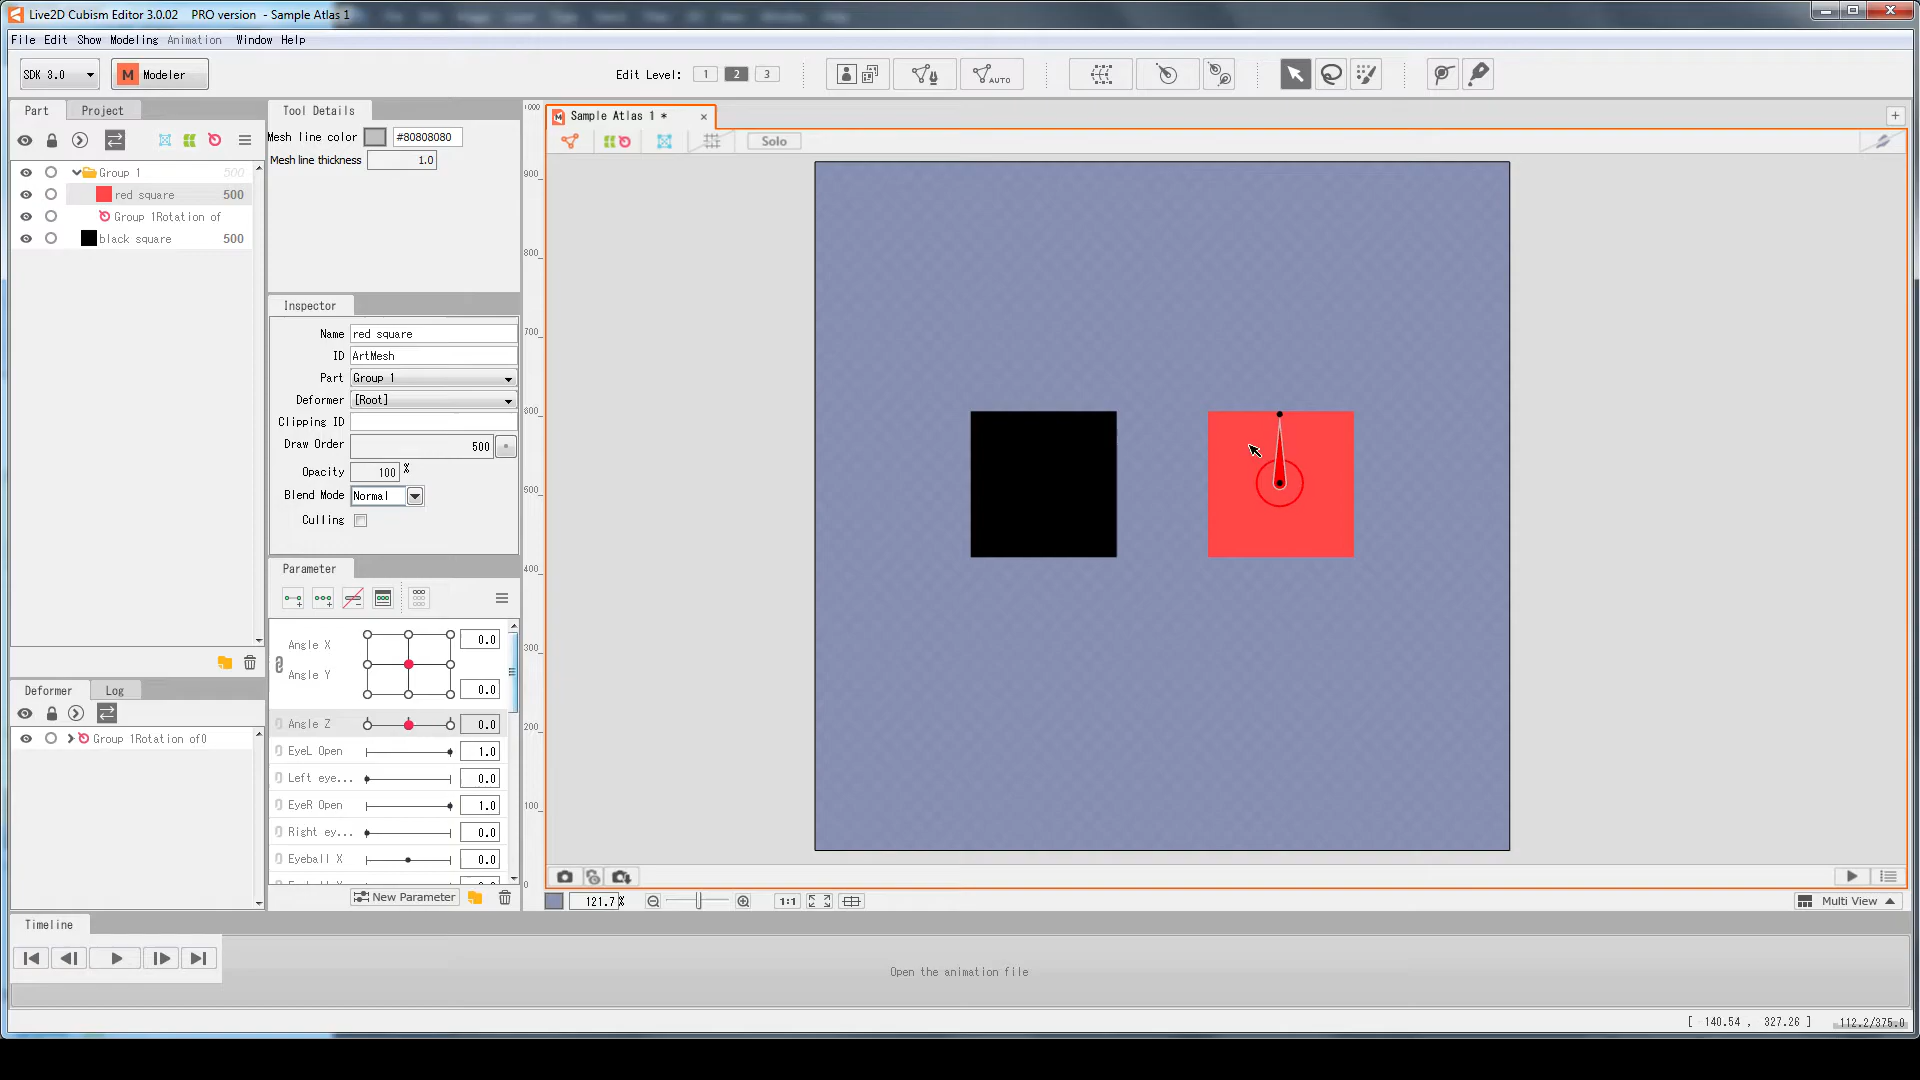 Live2D Cubism Editor 3.0.02 PRO version - Sample Atlas 1
File Edit Show Modeling Animation Window Help
SDK 3.0
M Modeler
Edit Level: 1 2 3
AUTO
Part Project
Group 1 500
red square 500
Group 1Rotation of
black square 500
Tool Details
Mesh line color #80808080
Mesh line thickness 1.0
Inspector
Name red square
ID ArtMesh
Part Group 1
Deformer [Root]
Clipping ID
Draw Order 500
Opacity 100 %
Blend Mode Normal
Culling
Parameter
Angle X 0.0
Angle Y 0.0
Angle Z 0.0
EyeL Open 1.0
Left eye... 0.0
EyeR Open 1.0
Right ey... 0.0
Eyeball X 0.0
New Parameter
Deformer Log
Group 1Rotation of0
M Sample Atlas 1 *
Solo
1000
900
800
700
600
500
400
300
200
100
0
121.7%
1:1
Multi View
Timeline
Open the animation file
[ 140.54 , 327.26 ]
112.2/375.0